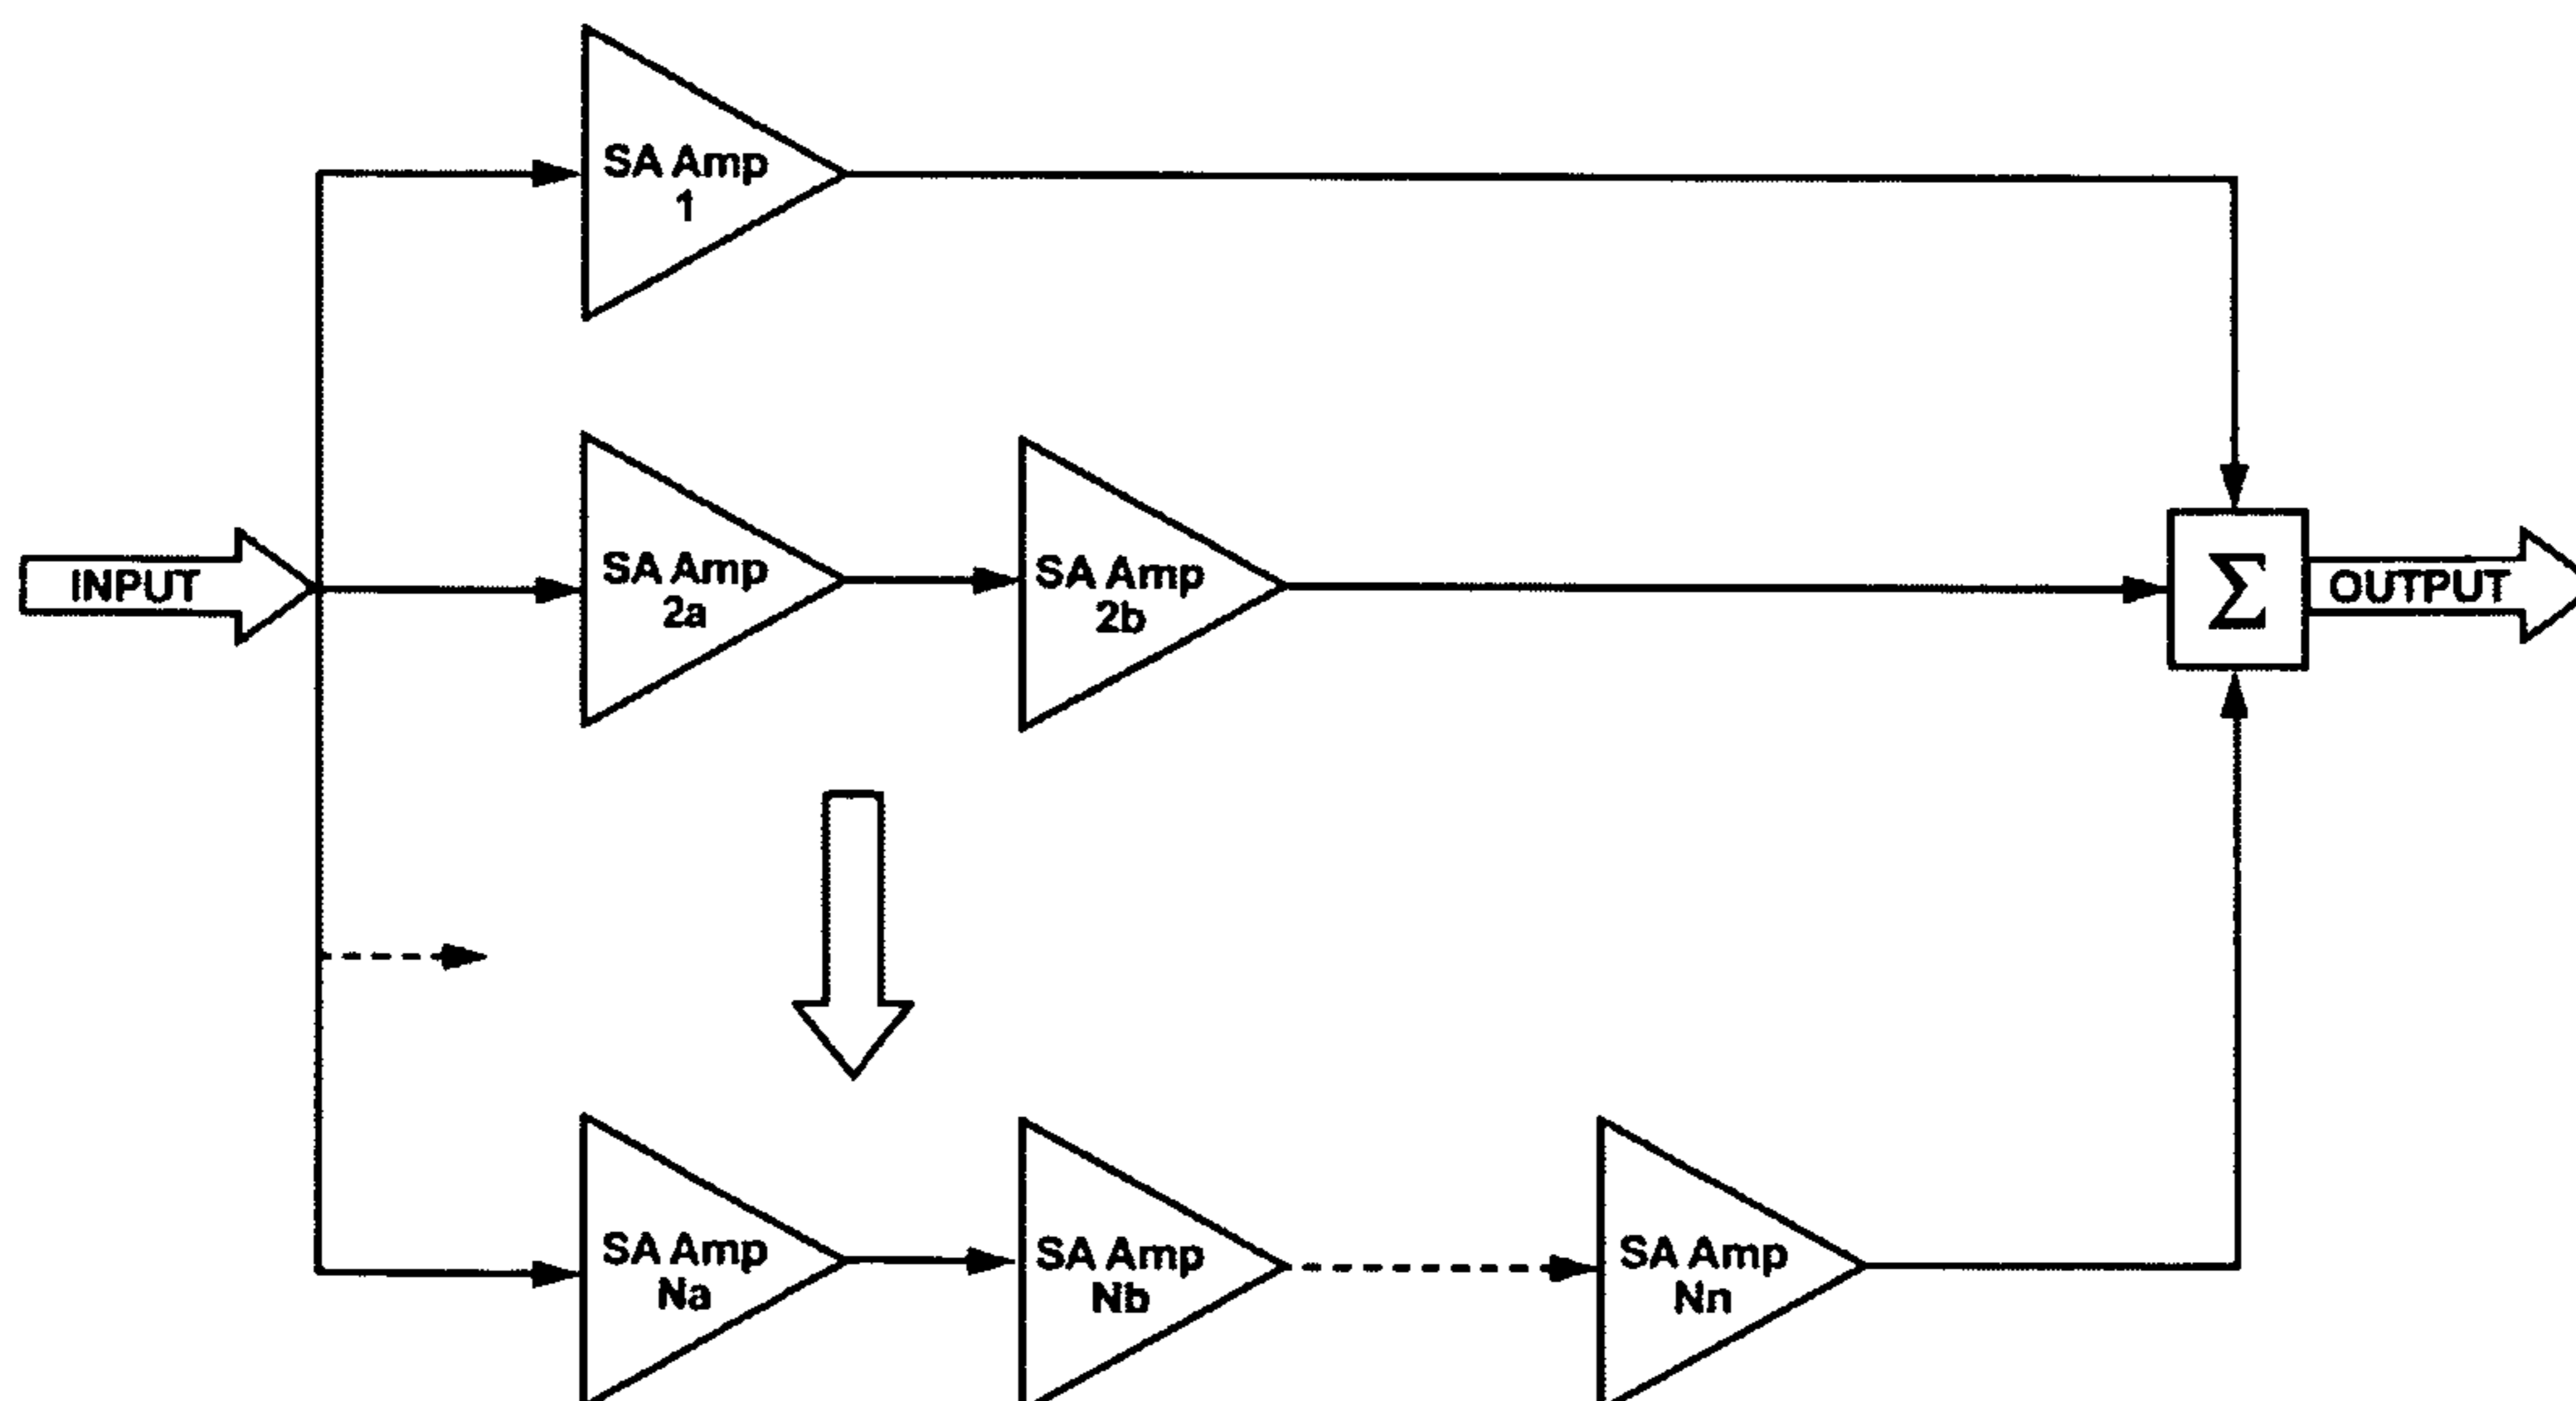 SA Amp
1
INPUT
SA Amp
2a
SA Amp
2b
Σ
OUTPUT
SA Amp
Na
SA Amp
Nb
SA Amp
Nn